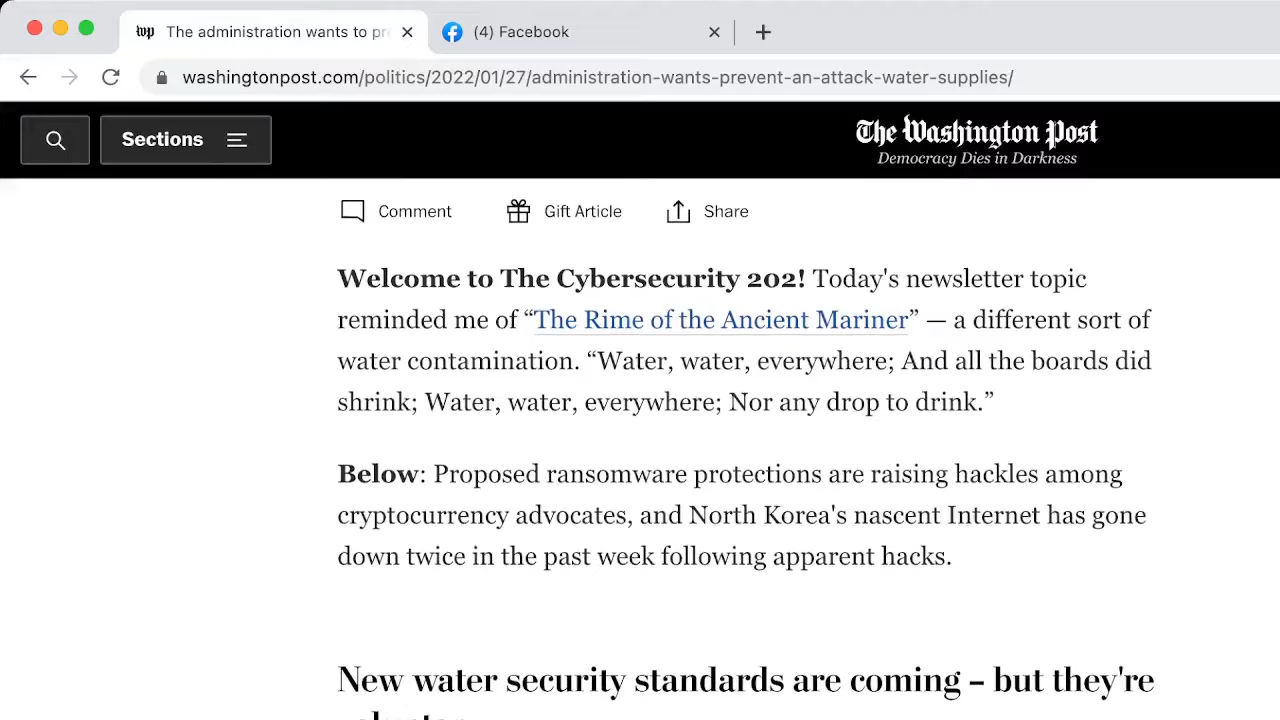 wp The administration wants to pr
(4) Facebook
washingtonpost.com/politics/2022/01/27/administration-wants-prevent-an-attack-water-supplies/
Sections
The Washington Post
Democracy Dies in Darkness
Comment
Gift Article
Share
Welcome to The Cybersecurity 202! Today's newsletter topic
reminded me of “The Rime of the Ancient Mariner” — a different sort of
water contamination. “Water, water, everywhere; And all the boards did
shrink; Water, water, everywhere; Nor any drop to drink.”
Below: Proposed ransomware protections are raising hackles among
cryptocurrency advocates, and North Korea's nascent Internet has gone
down twice in the past week following apparent hacks.
New water security standards are coming – but they're